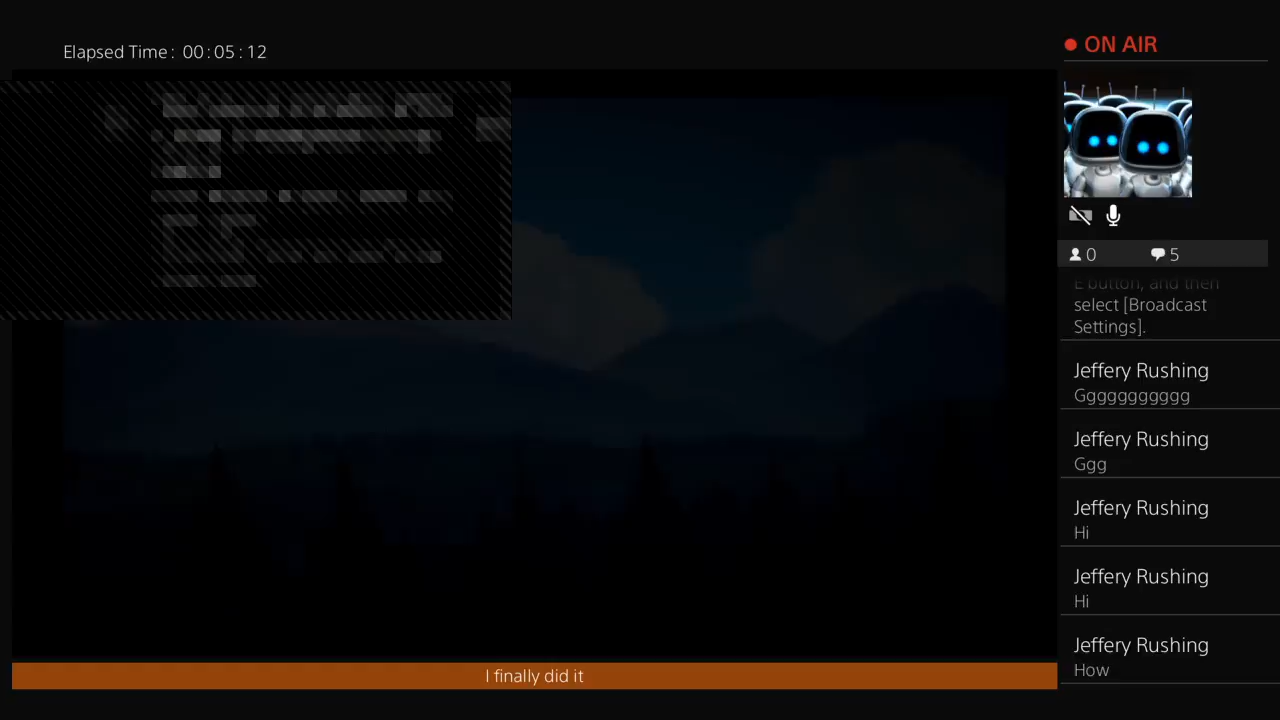 Elapsed Time: 00:05:12
ON AIR
0
5
E button, and then
select [Broadcast
Settings].
Jeffery Rushing
Gggggggggg
Jeffery Rushing
Ggg
Jeffery Rushing
Hi
Jeffery Rushing
Hi
Jeffery Rushing
How
I finally did it